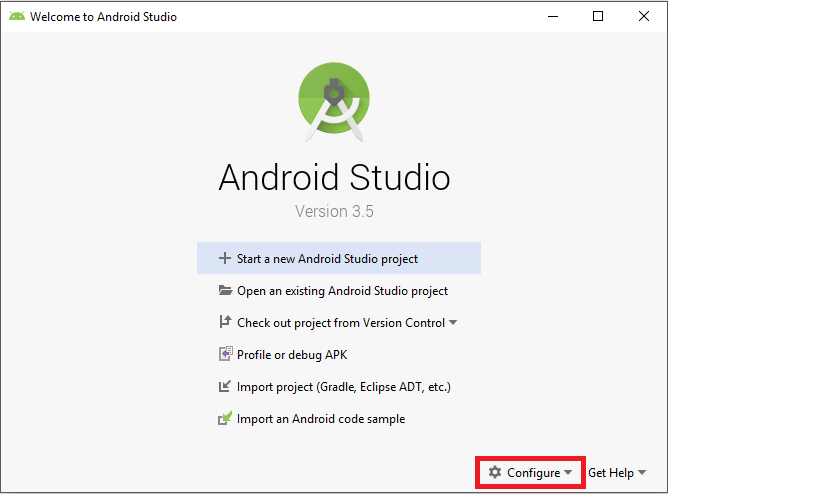 Welcome to Android Studio
Android Studio
Version 3.5
Start a new Android Studio project
Open an existing Android Studio project
Check out project from Version Control
Profile or debug APK
Import project (Gradle, Eclipse ADT, etc.)
Import an Android code sample
Configure Get Help